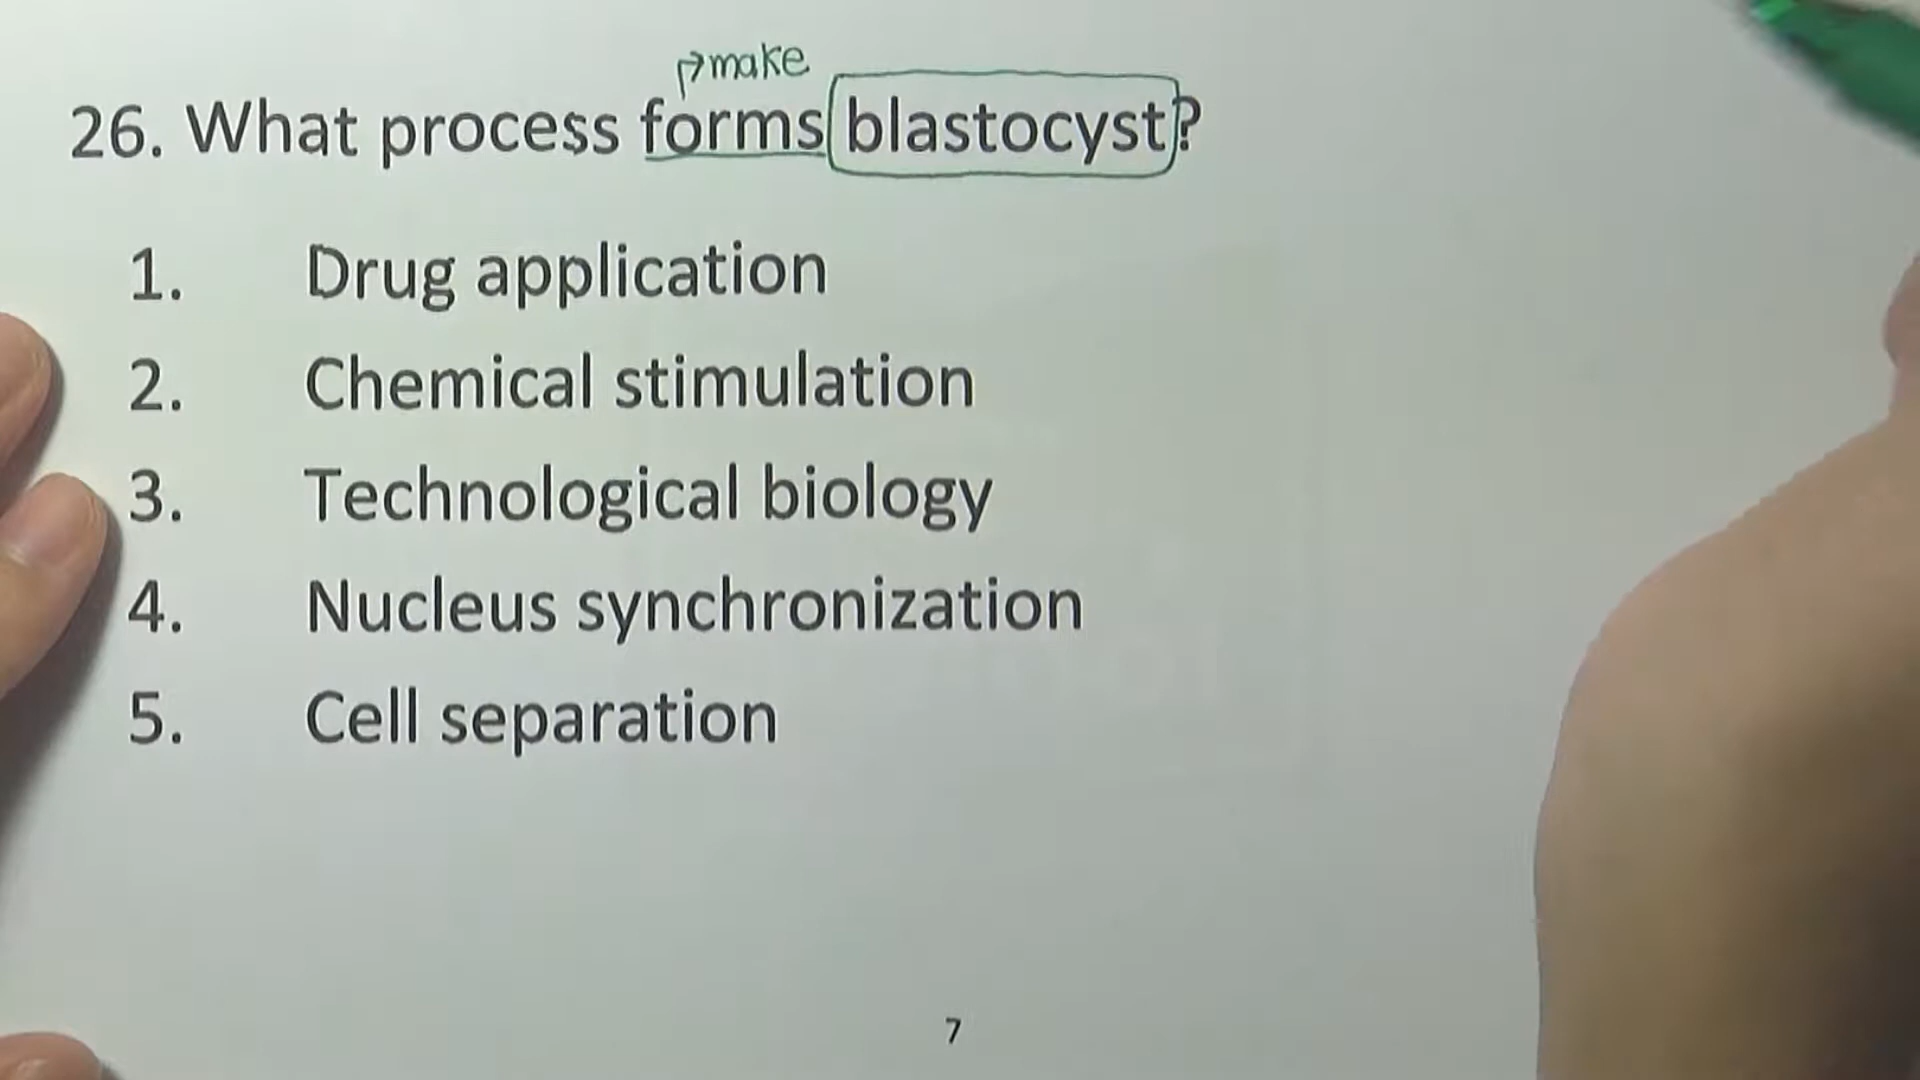 make
26. What process forms blastocyst?
1. Drug application
2. Chemical stimulation
3. Technological biology
4. Nucleus synchronization
5. Cell separation
7